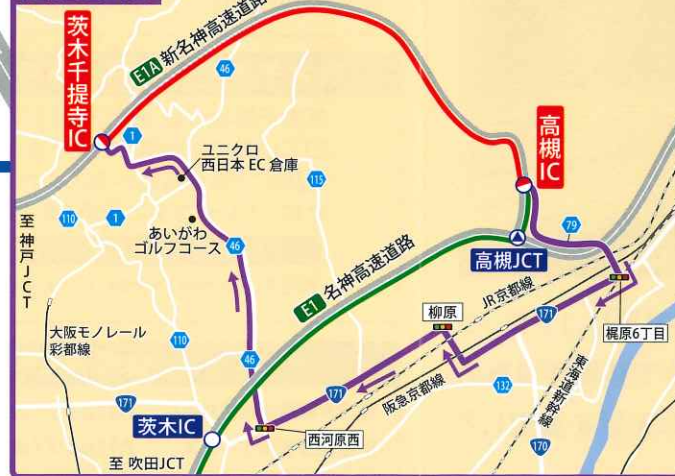 茨木千提寺IC
E1A 新名神高速道路
46
1
ユニクロ
西日本 EC 倉庫
115
高槻IC
79
至神戸JCT
110
1
あいがわ
ゴルフコース
46
E1 名神高速道路
高槻JCT
JR京都線
柳原
171
梶原6丁目
大阪モノレール
彩都線
110
46
171
阪急京都線
132
東海道新幹線
171
茨木IC
西河原西
170
至 吹田JCT